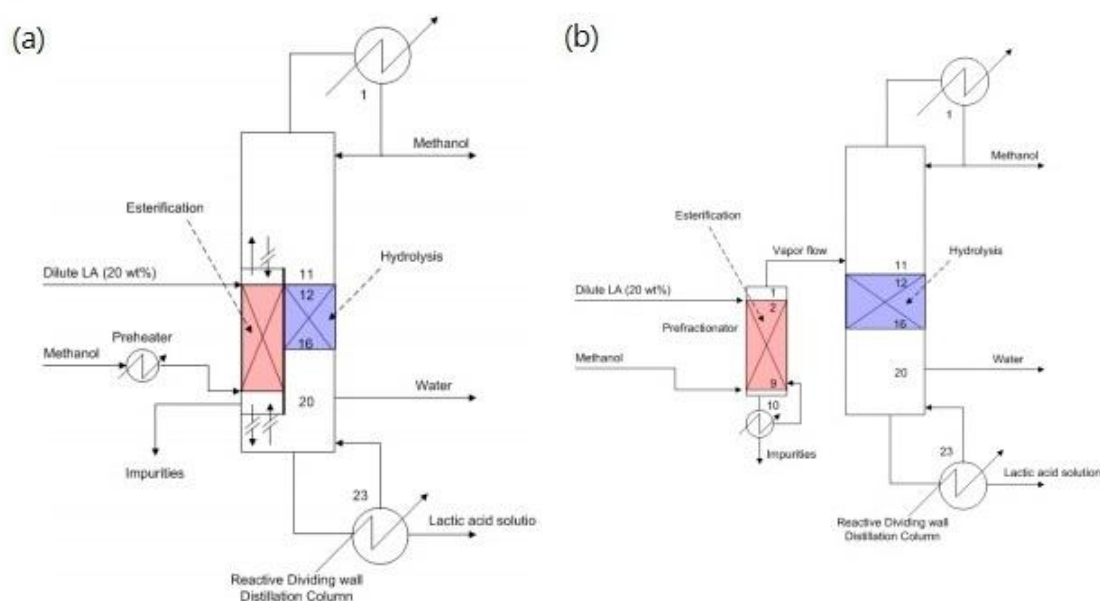 (a)
1
Methanol
Esterification
Hydrolysis
Dilute LA (20 wt%)
11
12
Preheater
16
Methanol
Water
20
Impurities
23
Lactic acid solutio
Reactive Dividing wall
Distillation Column
(b)
1
Methanol
Esterification
Vapor flow
Hydrolysis
11
12
Dilute LA (20 wt%)
1
2
Prefractionator
16
Methanol
Water
9
20
10
Impurities
23
Lactic acid solution
Reactive Dividing wall
Distillation Column